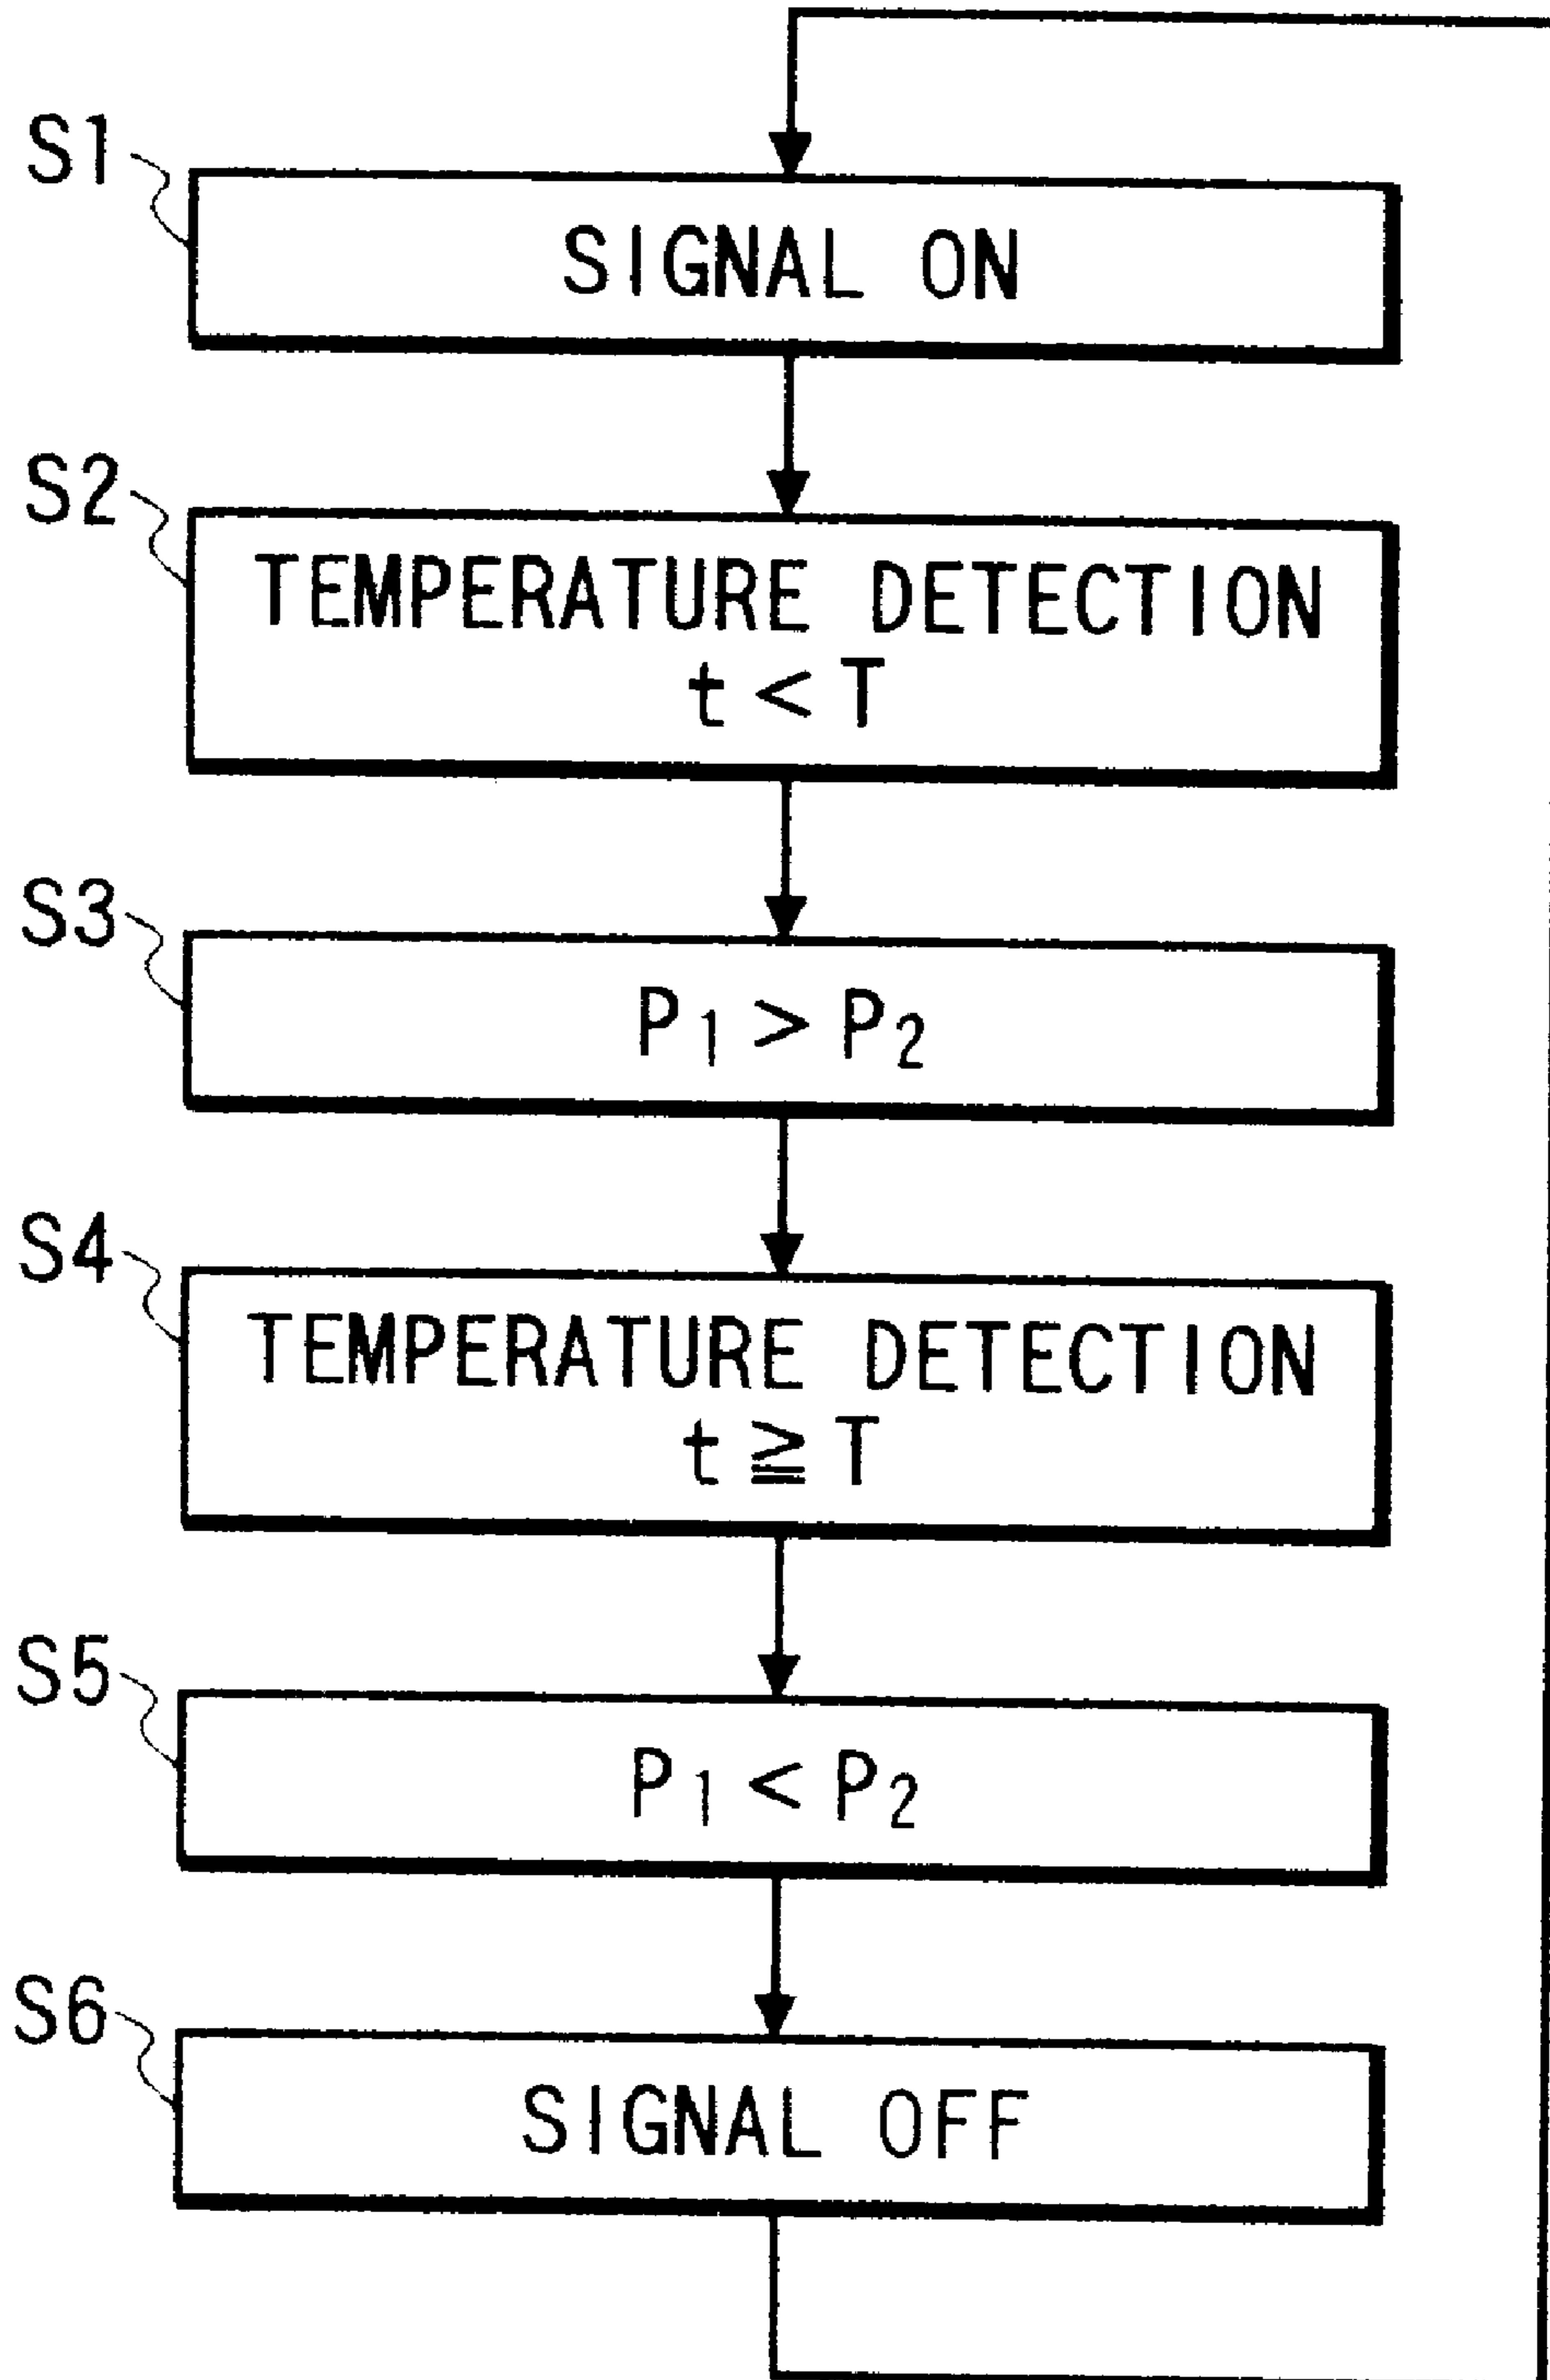 S1
SIGNAL ON
S2
TEMPERATURE DETECTION
t < T
S3
P₁ > P₂
S4
TEMPERATURE DETECTION
t ≧ T
S5
P₁ < P₂
S6
SIGNAL OFF